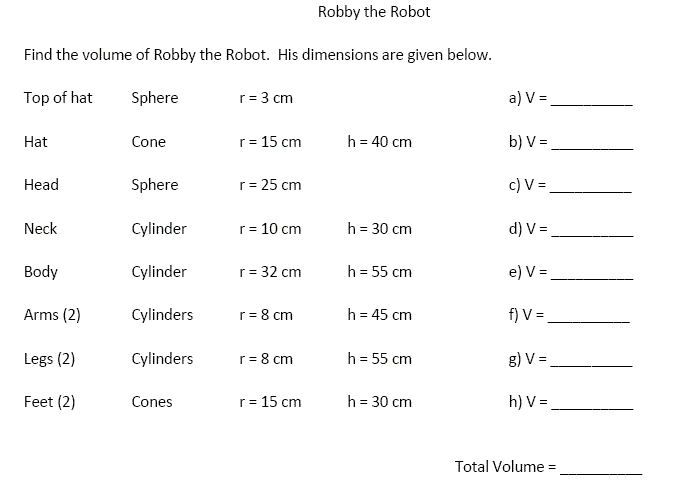 Robby the Robot
Find the volume of Robby the Robot.  His dimensions are given below.
Top of hat Sphere r = 3 cm a) V = __________
Hat Cone r = 15 cm h = 40 cm b) V = __________
Head Sphere r = 25 cm c) V = __________
Neck Cylinder r = 10 cm h = 30 cm d) V = __________
Body Cylinder r = 32 cm h = 55 cm e) V = __________
Arms (2) Cylinders r = 8 cm h = 45 cm f) V = __________
Legs (2) Cylinders r = 8 cm h = 55 cm g) V = __________
Feet (2) Cones r = 15 cm h = 30 cm h) V = __________
Total Volume = __________